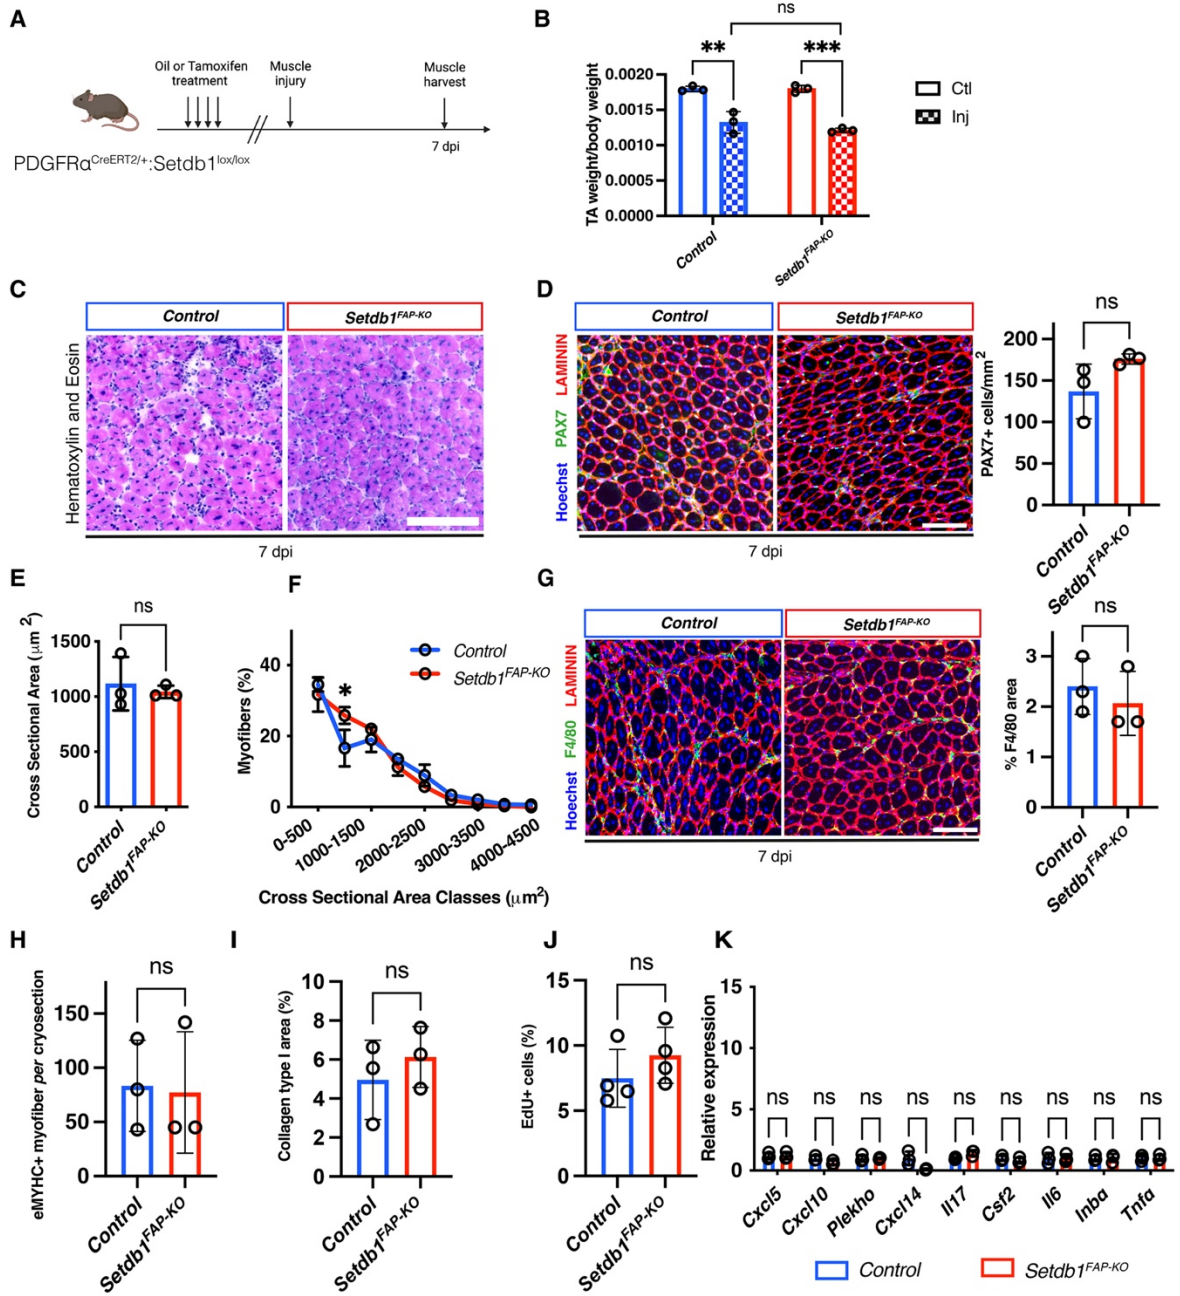 A
Oil or Tamoxifen
treatment
Muscle
injury
Muscle
harvest
7 dpi
PDGFRαCreERT2/+:Setdb1lox/lox
B
ns
**
***
TA weight/body weight
0.0020
0.0015
0.0010
0.0005
0.0000
Control
Setdb1FAP-KO
Ctl
Inj
C
Control
Setdb1FAP-KO
Hematoxylin and Eosin
7 dpi
D
Control
Setdb1FAP-KO
Hoechst PAX7 LAMININ
7 dpi
ns
PAX7+ cells/mm2
200
150
100
50
0
Control
Setdb1FAP-KO
E
ns
Cross Sectional Area (μm2)
1500
1000
500
0
Control
Setdb1FAP-KO
F
Control
Setdb1FAP-KO
*
Myofibers (%)
40
20
0
0-500
1000-1500
2000-2500
3000-3500
4000-4500
Cross Sectional Area Classes (μm2)
G
Control
Setdb1FAP-KO
Hoechst F4/80 LAMININ
7 dpi
ns
% F4/80 area
3
2
1
0
Control
Setdb1FAP-KO
H
ns
eMYHC+ myofiber per cryosection
150
100
50
0
Control
Setdb1FAP-KO
I
ns
Collagen type I area (%)
10
8
6
4
2
0
Control
Setdb1FAP-KO
J
ns
EdU+ cells (%)
15
10
5
0
Control
Setdb1FAP-KO
K
Relative expression
15
10
5
0
ns ns ns ns ns ns ns ns ns
Cxcl5
Cxcl10
Plekho
Cxcl14
Il17
Csf2
Il6
Inba
Tnfa
Control
Setdb1FAP-KO